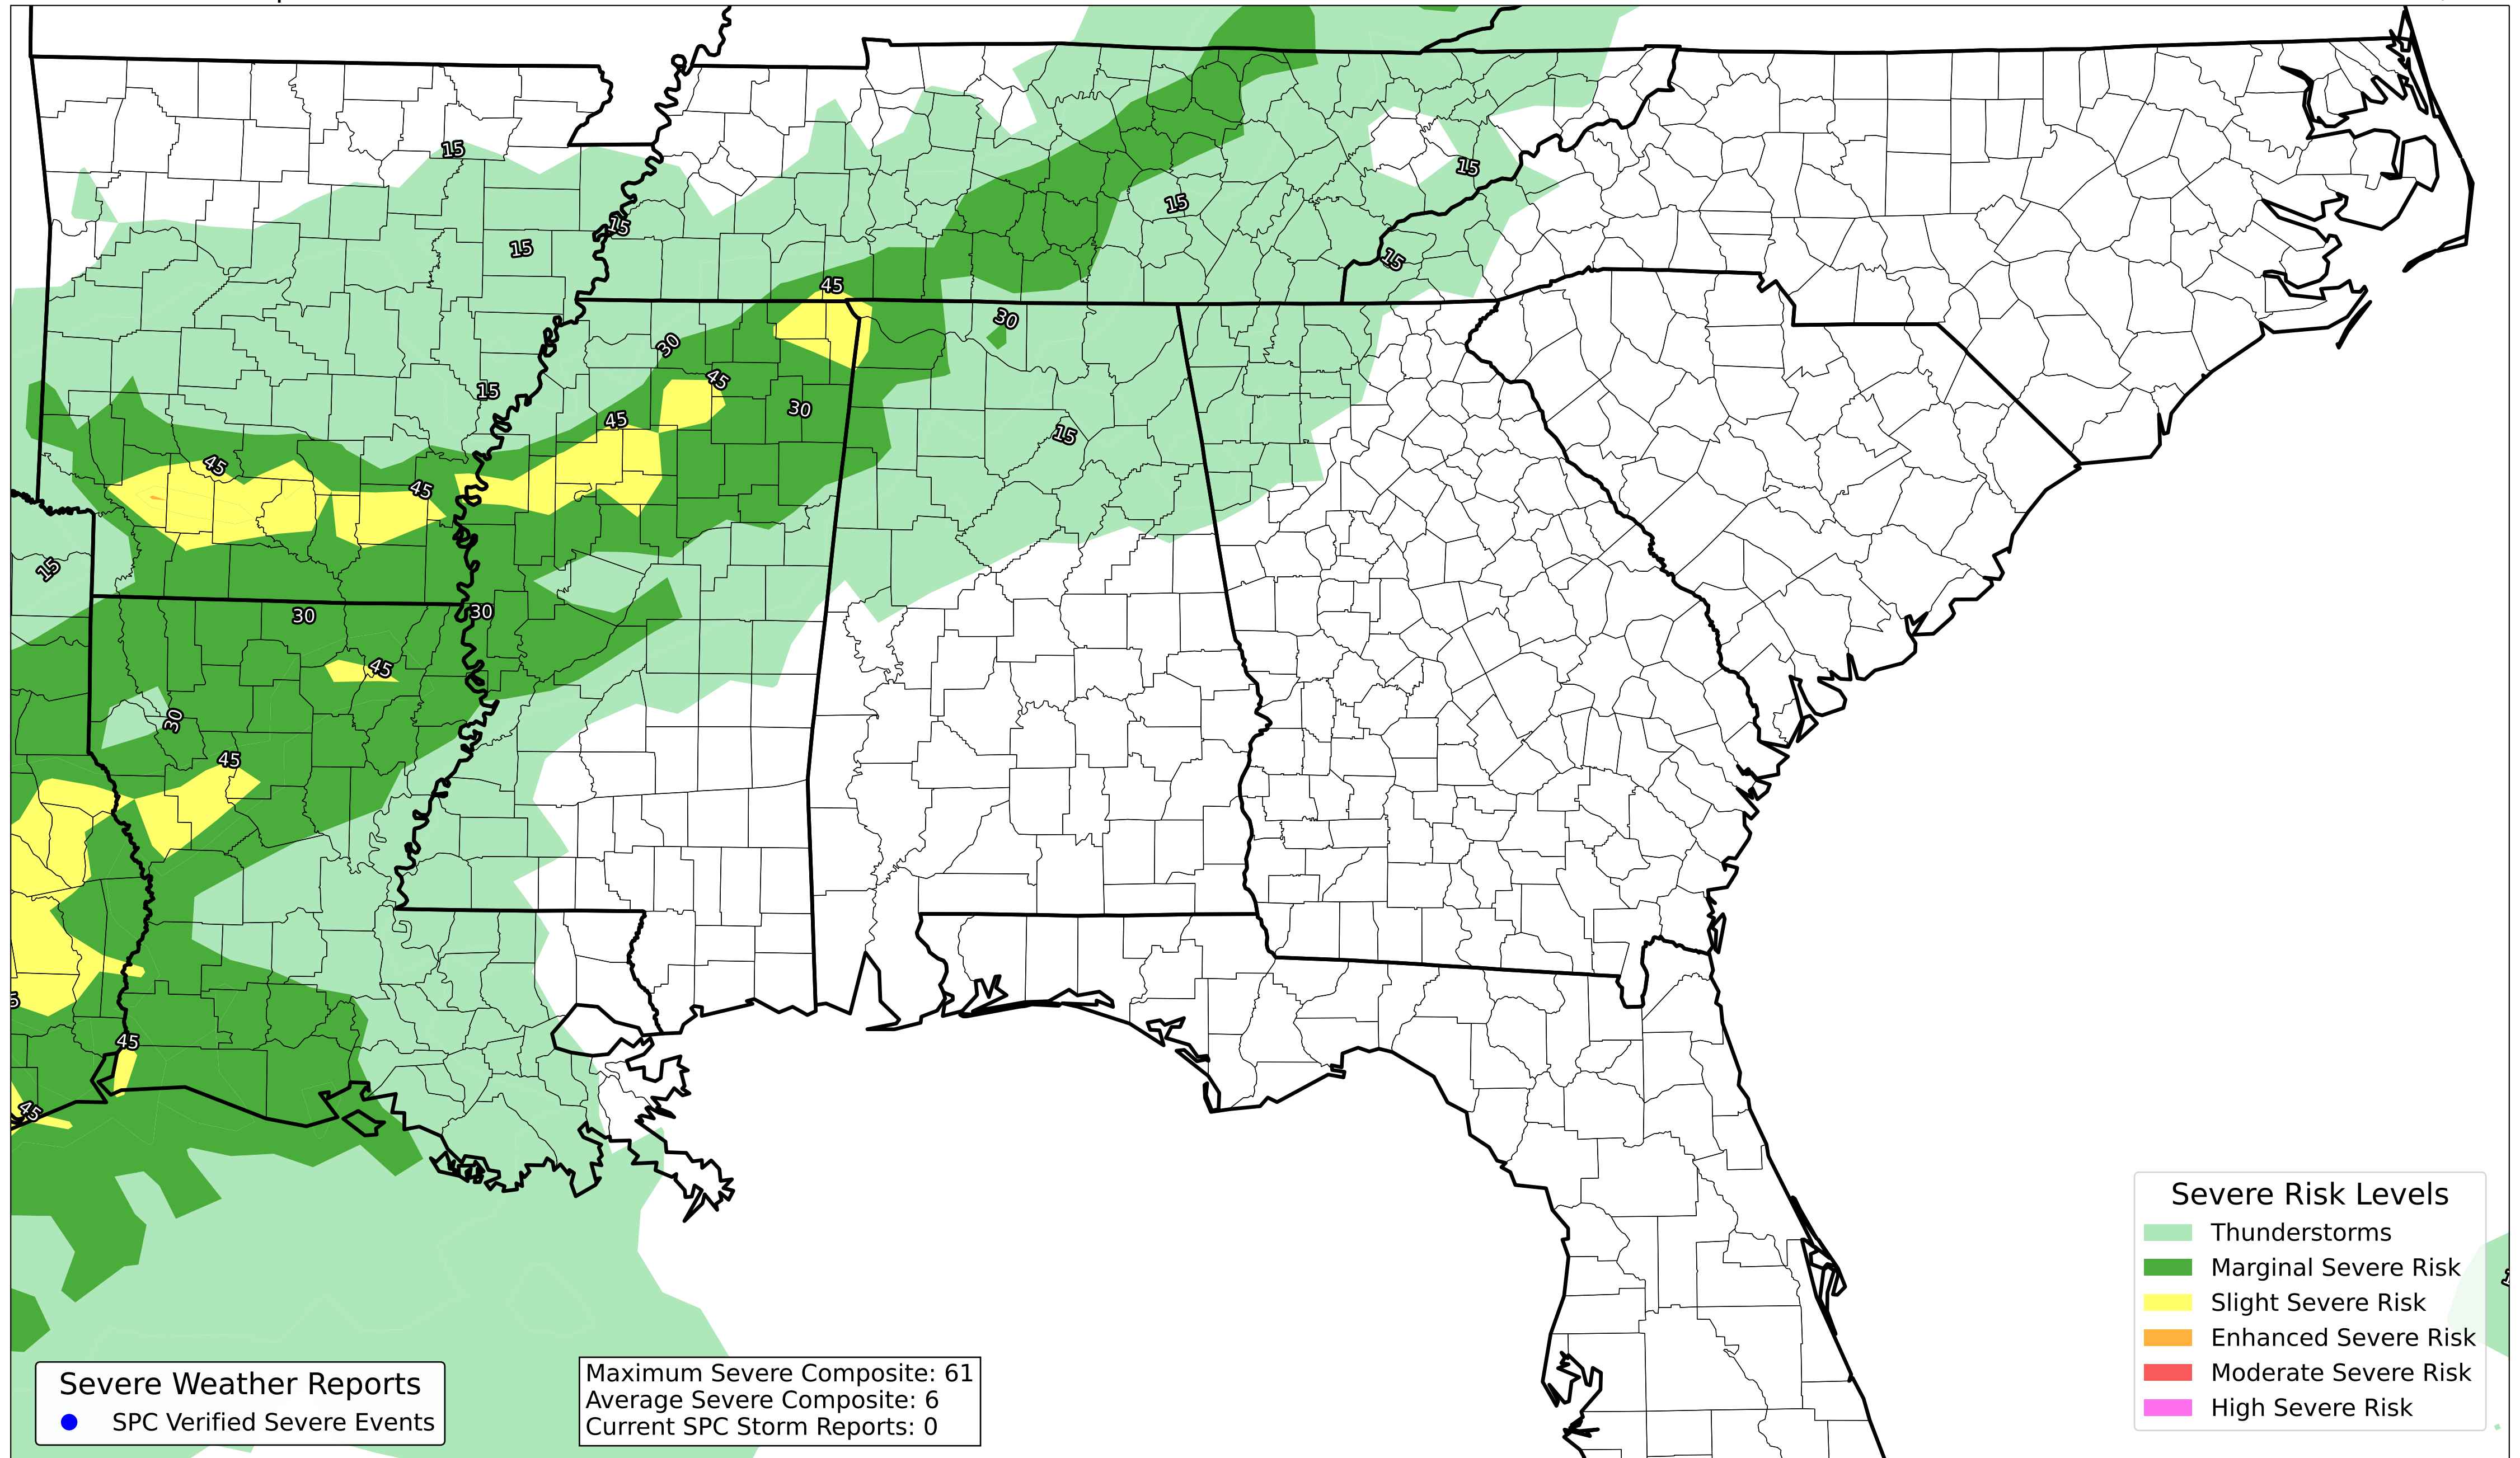 15
15
15
15
15
15
45
30
30
45
15
30
45
15
45
45
15
30
30
45
30
45
45
45
Severe Risk Levels
Thunderstorms
Marginal Severe Risk
Slight Severe Risk
Enhanced Severe Risk
Moderate Severe Risk
High Severe Risk
Severe Weather Reports
SPC Verified Severe Events
Maximum Severe Composite: 61
Average Severe Composite: 6
Current SPC Storm Reports: 0